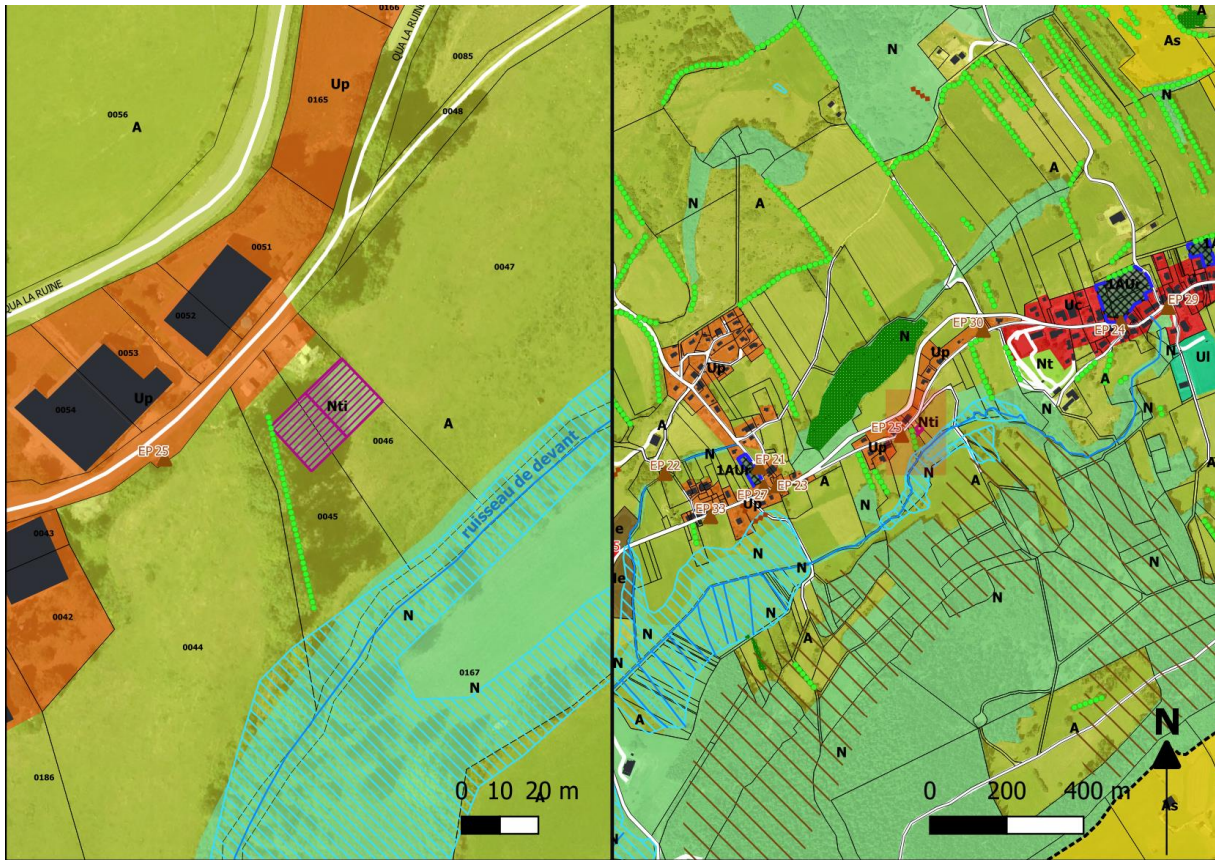 0166
QUA LA RUINE
0085
Up
0165
0048
0056
A
0051
0047
QUA LA RUINE
0052
0053
Nti
0054
Up
0046
A
EP 25
ruisseau de devant
0045
0043
N
0042
0044
0167
N
0186
A
0 10 20 m
A
As
N
N
A
N
A
N
1AUr
Uc
EP 29
EP 30
EP 24
N
N
Up
Nt
A
Ul
Up
N
Nti
EP 25
A
N
EP 21
Up
EP 22
1AUr
EP 23
A
N
A
EP 27
EP 33
Up
N
N
N
N
N
N
A
N
N
A
A
N
N
0 200 400 m
As
N